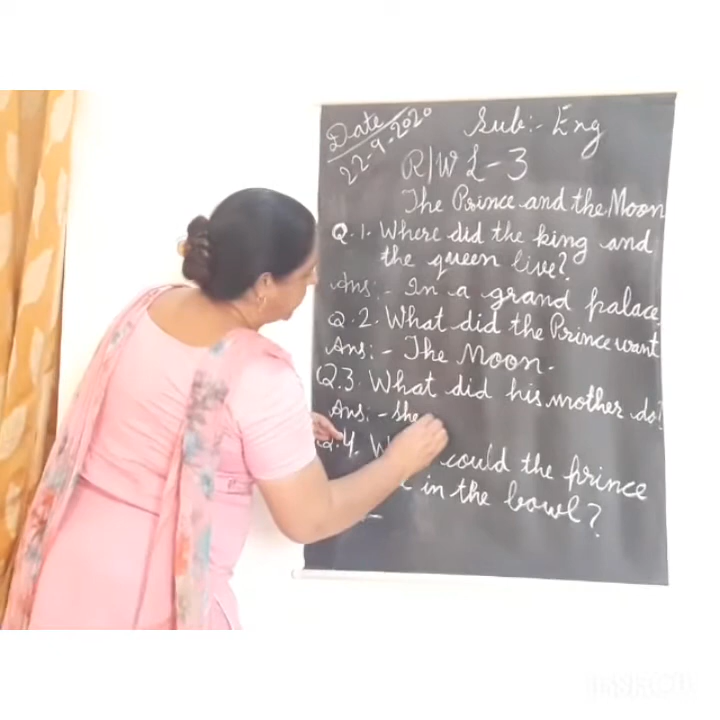 Date
22-9-2020
Sub:- Eng
R/W L-3
The Prince and the Moon
Q.1. Where did the king and
the queen live?
Ans:- In a grand palace.
Q.2. What did the Prince want
Ans:- The Moon.
Q.3. What did his mother do?
Ans:- She
Q.4. could the prince
in the bowl?